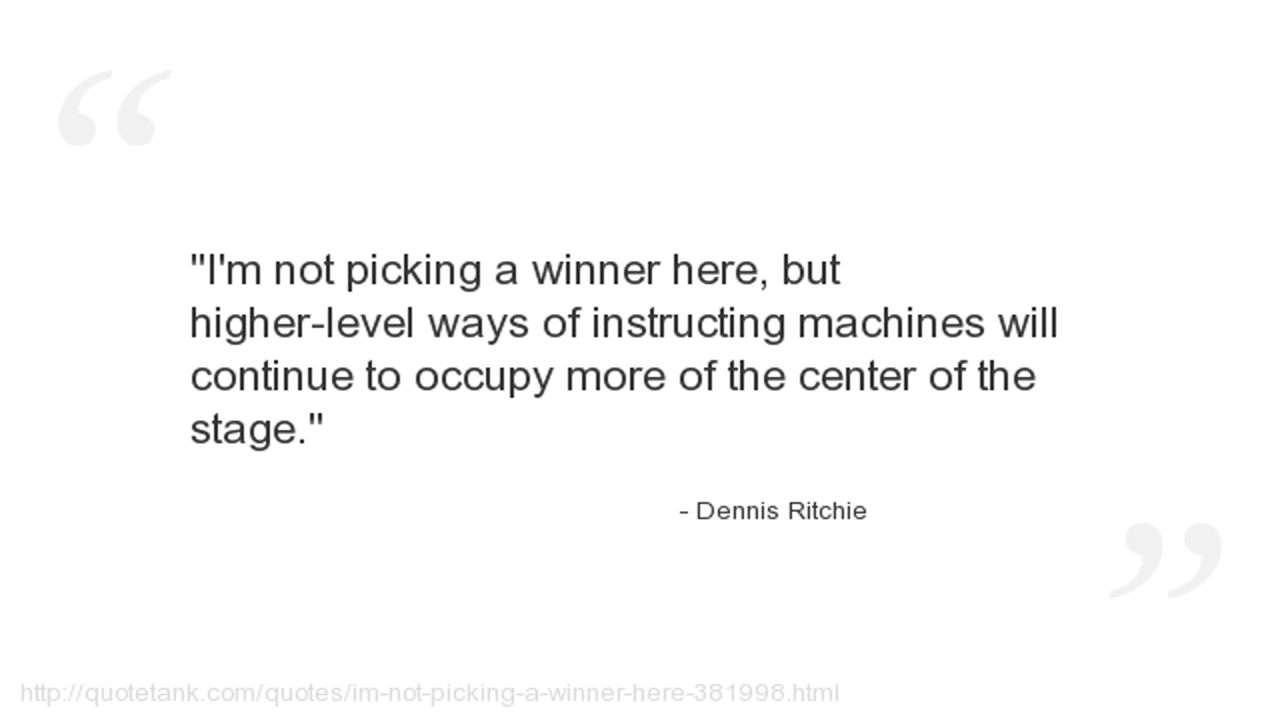 "I'm not picking a winner here, but
higher-level ways of instructing machines will
continue to occupy more of the center of the
stage."
- Dennis Ritchie
http://quotetank.com/quotes/im-not-picking-a-winner-here-381998.html